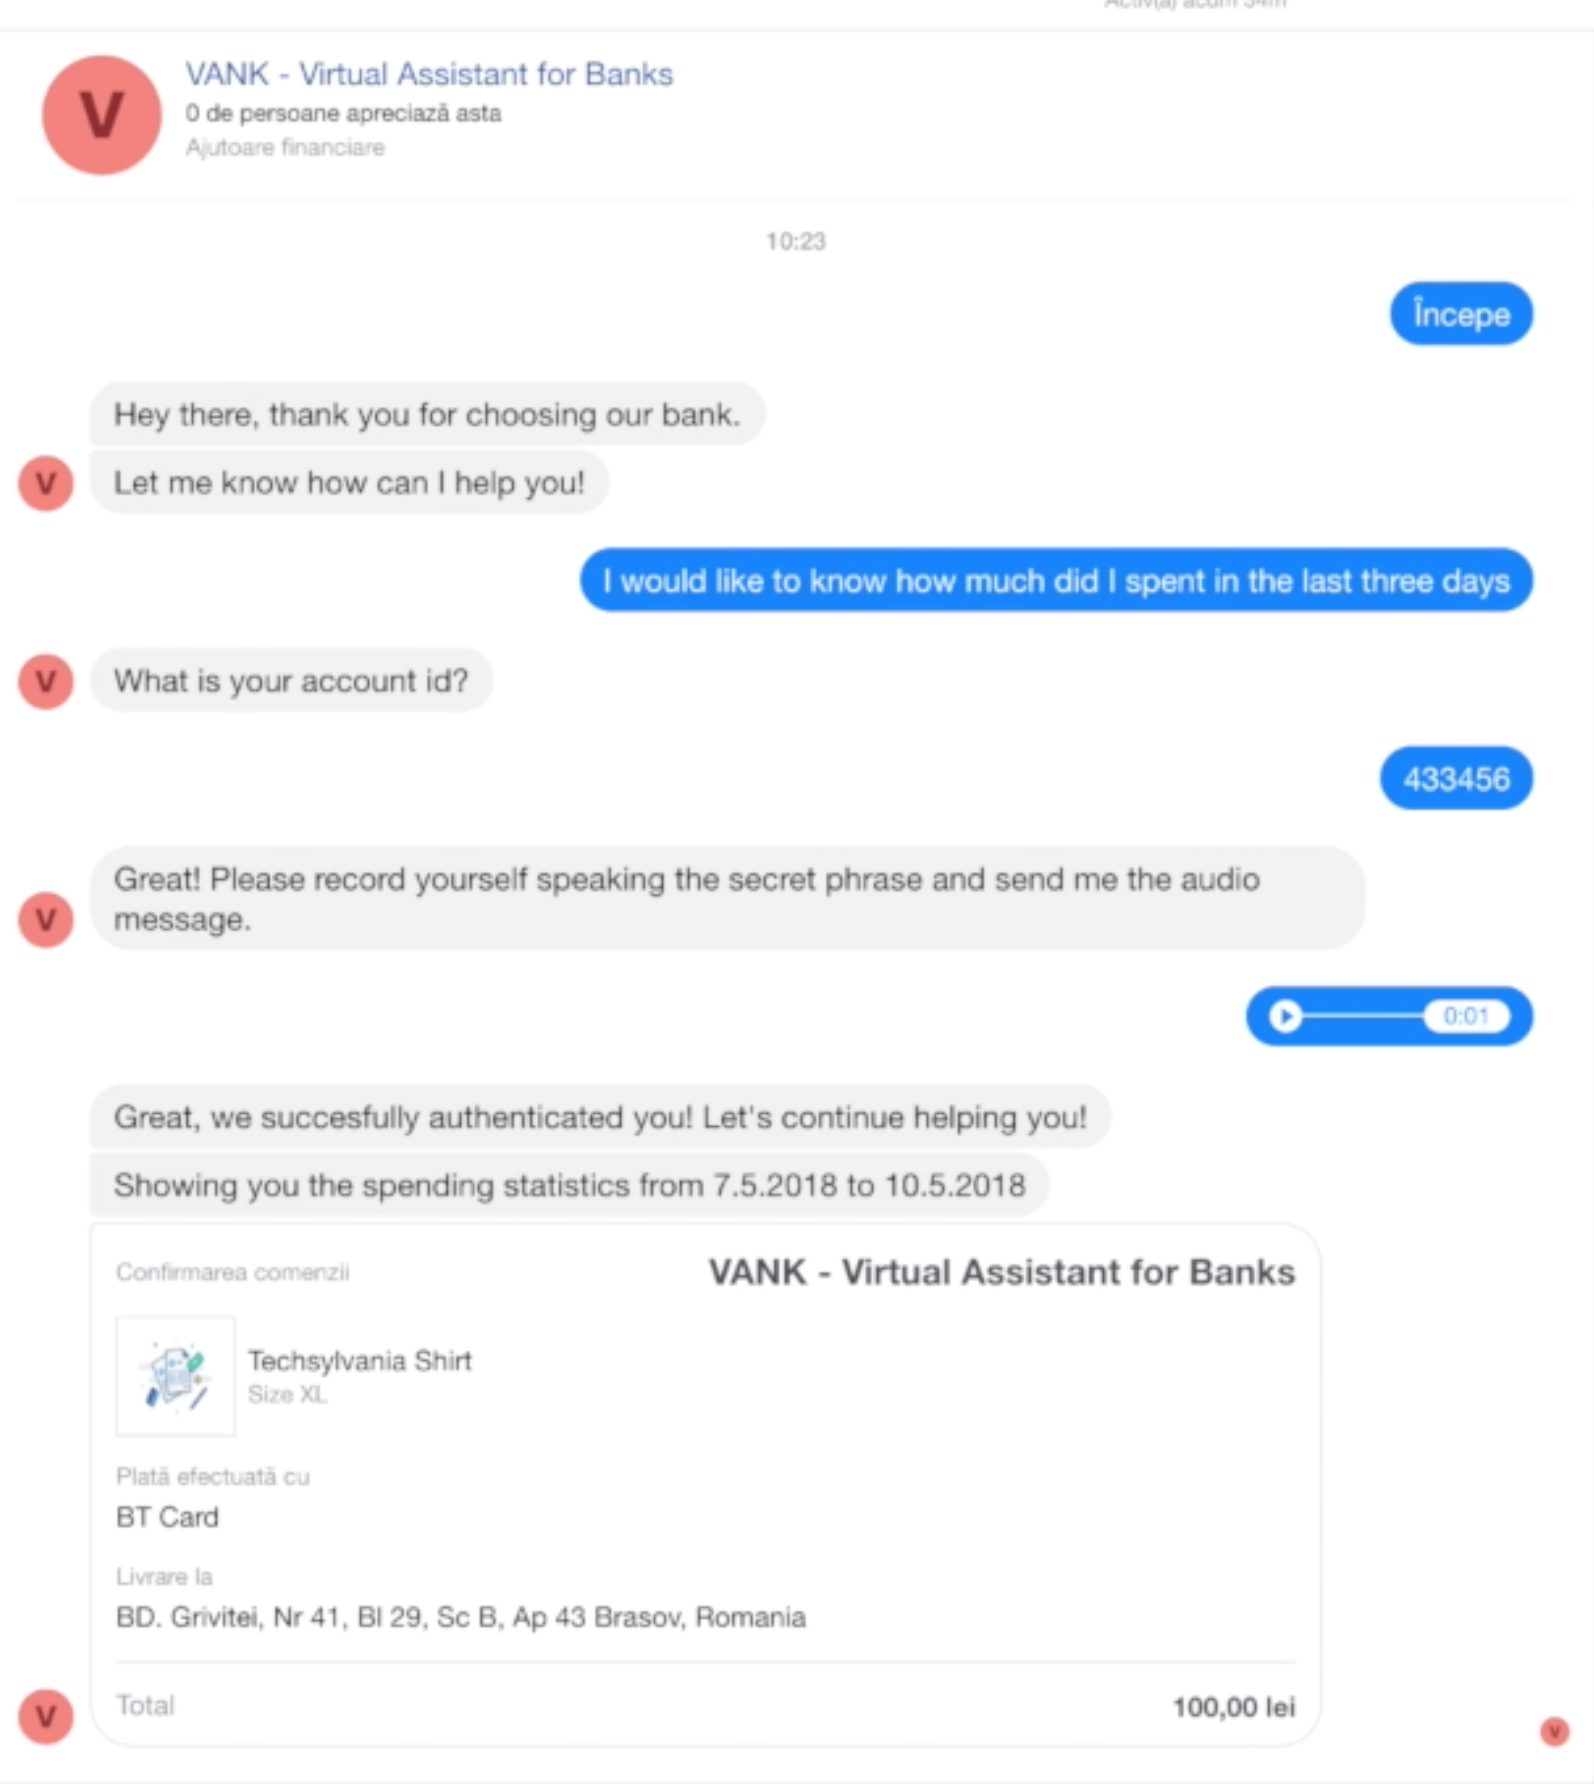 VANK - Virtual Assistant for Banks
0 de persoane apreciază asta
Ajutoare financiare
10:23
Începe
Hey there, thank you for choosing our bank.
Let me know how can I help you!
I would like to know how much did I spent in the last three days
What is your account id?
433456
Great! Please record yourself speaking the secret phrase and send me the audio
message.
0:01
Great, we succesfully authenticated you! Let's continue helping you!
Showing you the spending statistics from 7.5.2018 to 10.5.2018
Confirmarea comenzii VANK - Virtual Assistant for Banks
Techsylvania Shirt
Size XL
Plată efectuată cu
BT Card
Livrare la
BD. Grivitei, Nr 41, Bl 29, Sc B, Ap 43 Brasov, Romania
Total 100,00 lei